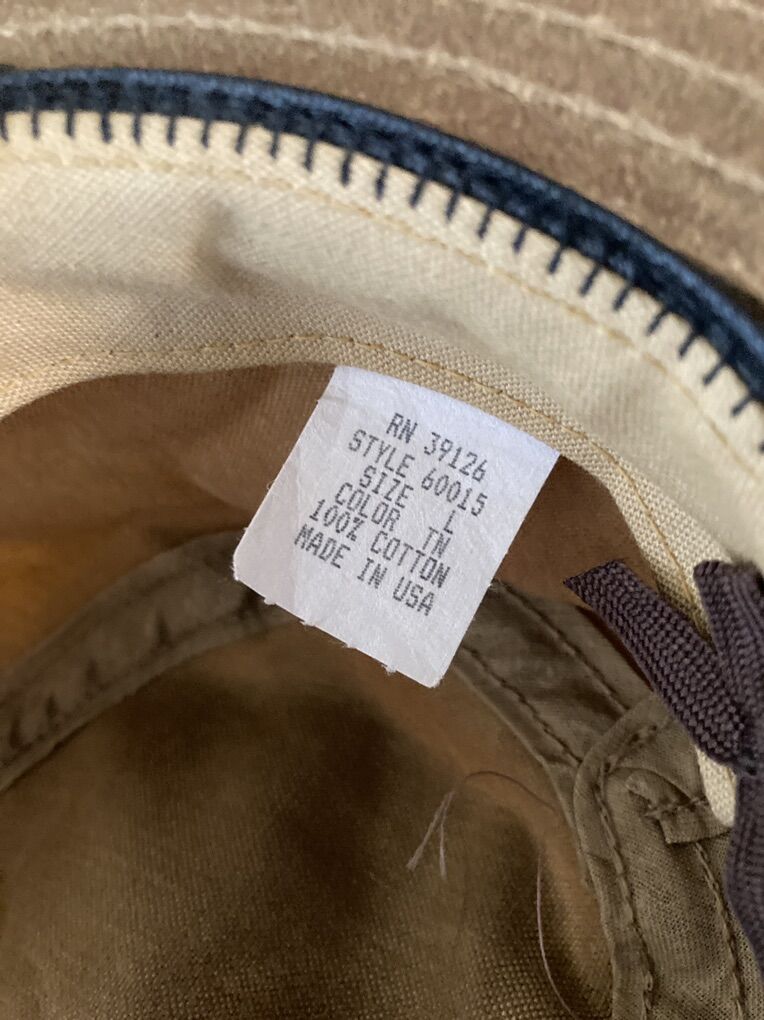 RN 39126
STYLE 60015
SIZE L
COLOR TN
100% COTTON
MADE IN USA